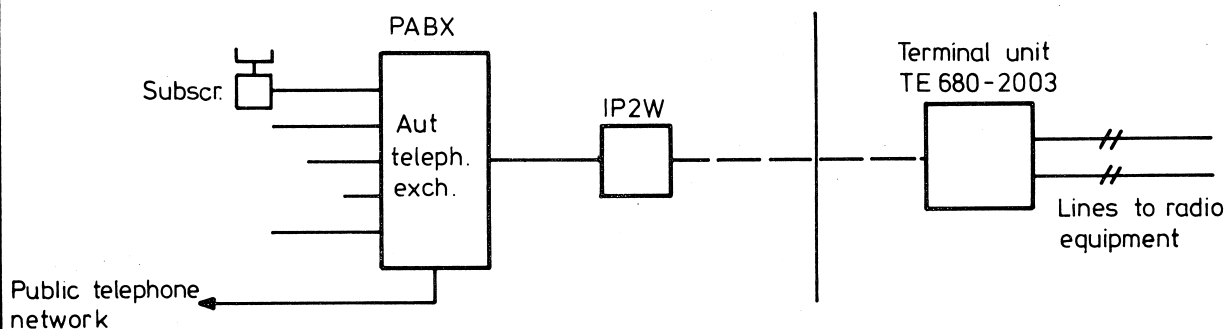 PABX
Subscr.
Aut
teleph.
exch.
IP2W
Terminal unit
TE 680-2003
Lines to radio
equipment
Public telephone
network